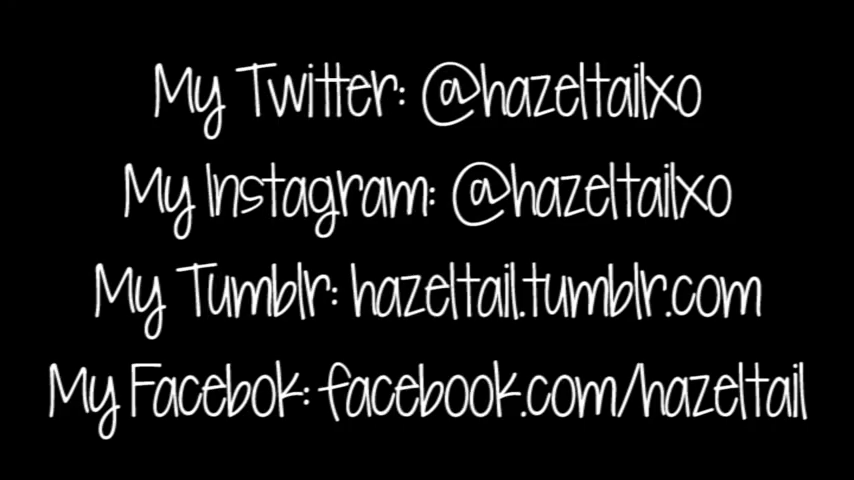 My Twitter: @hazeltailxo
My Instagram: @hazeltailxo
My Tumblr: hazeltail.tumblr.com
My Facebok: facebook.com/hazeltail